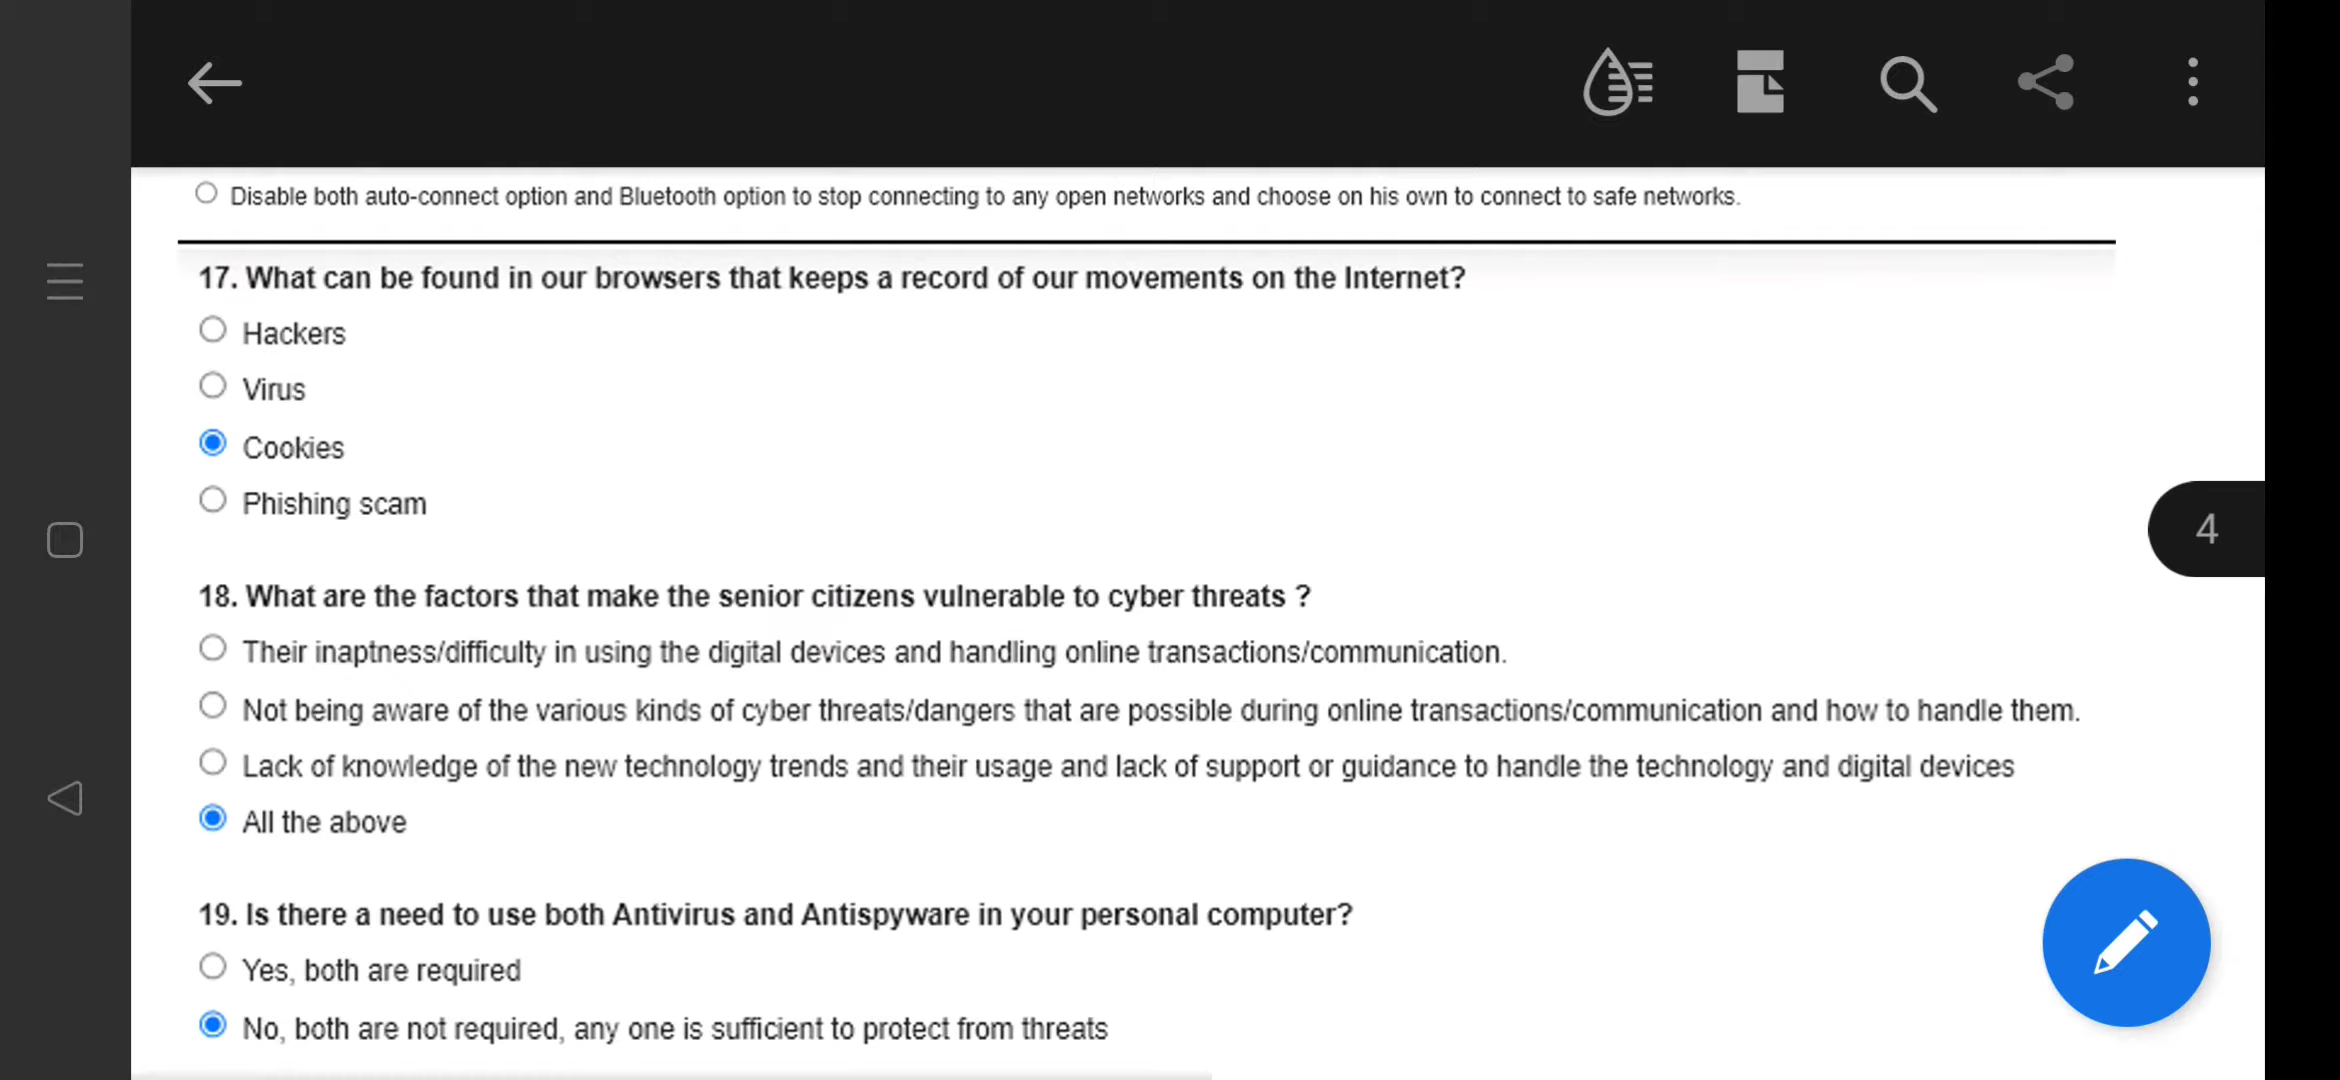 Disable both auto-connect option and Bluetooth option to stop connecting to any open networks and choose on his own to connect to safe networks.
17. What can be found in our browsers that keeps a record of our movements on the Internet?
Hackers
Virus
Cookies
Phishing scam
4
18. What are the factors that make the senior citizens vulnerable to cyber threats ?
Their inaptness/difficulty in using the digital devices and handling online transactions/communication.
Not being aware of the various kinds of cyber threats/dangers that are possible during online transactions/communication and how to handle them.
Lack of knowledge of the new technology trends and their usage and lack of support or guidance to handle the technology and digital devices
All the above
19. Is there a need to use both Antivirus and Antispyware in your personal computer?
Yes, both are required
No, both are not required, any one is sufficient to protect from threats